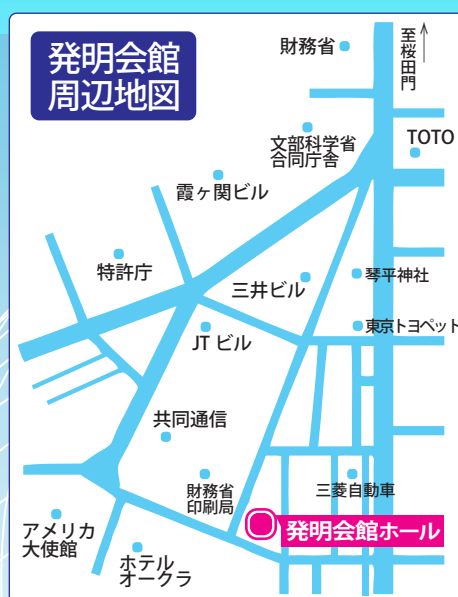 発明会館
周辺地図
財務省
至桜田門
文部科学省
合同庁舎
TOTO
霞ヶ関ビル
特許庁
三井ビル
琴平神社
東京トヨペット
JTビル
共同通信
財務省
印刷局
三菱自動車
発明会館ホール
アメリカ
大使館
ホテル
オークラ